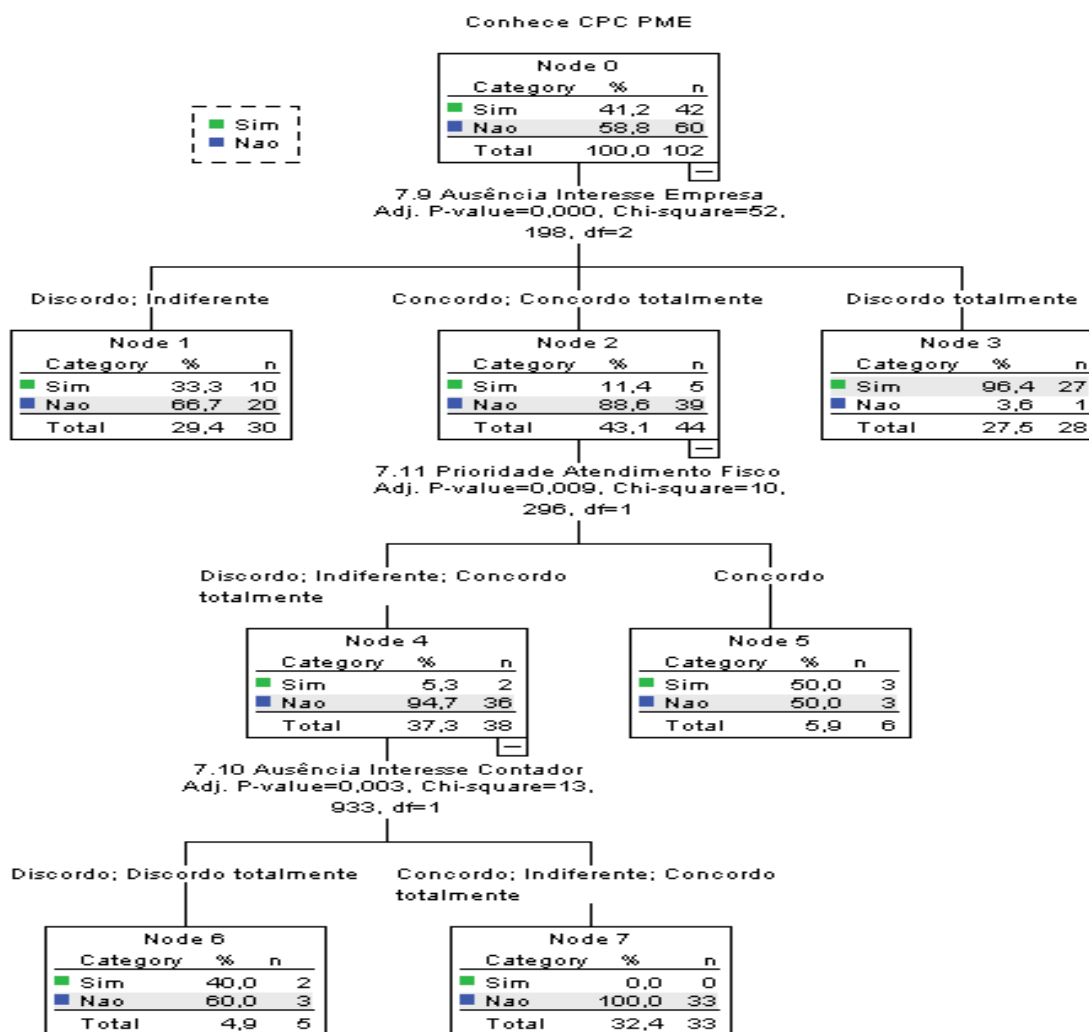 Conhece CPC PME
Node 0
Category % n
Sim 41,2 42
Nao 58,8 60
Total 100,0 102
Sim
Nao
7.9 Ausência Interesse Empresa
Adj. P-value=0,000, Chi-square=52,
198, df=2
Discordo; Indiferente
Concordo; Concordo totalmente
Discordo totalmente
Node 1
Category % n
Sim 33,3 10
Nao 66,7 20
Total 29,4 30
Node 2
Category % n
Sim 11,4 5
Nao 88,6 39
Total 43,1 44
Node 3
Category % n
Sim 96,4 27
Nao 3,6 1
Total 27,5 28
7.11 Prioridade Atendimento Fisco
Adj. P-value=0,009, Chi-square=10,
296, df=1
Discordo; Indiferente; Concordo
totalmente
Concordo
Node 4
Category % n
Sim 5,3 2
Nao 94,7 36
Total 37,3 38
Node 5
Category % n
Sim 50,0 3
Nao 50,0 3
Total 5,9 6
7.10 Ausência Interesse Contador
Adj. P-value=0,003, Chi-square=13,
933, df=1
Discordo; Discordo totalmente
Concordo; Indiferente; Concordo
totalmente
Node 6
Category % n
Sim 40,0 2
Nao 60,0 3
Total 4,9 5
Node 7
Category % n
Sim 0,0 0
Nao 100,0 33
Total 32,4 33